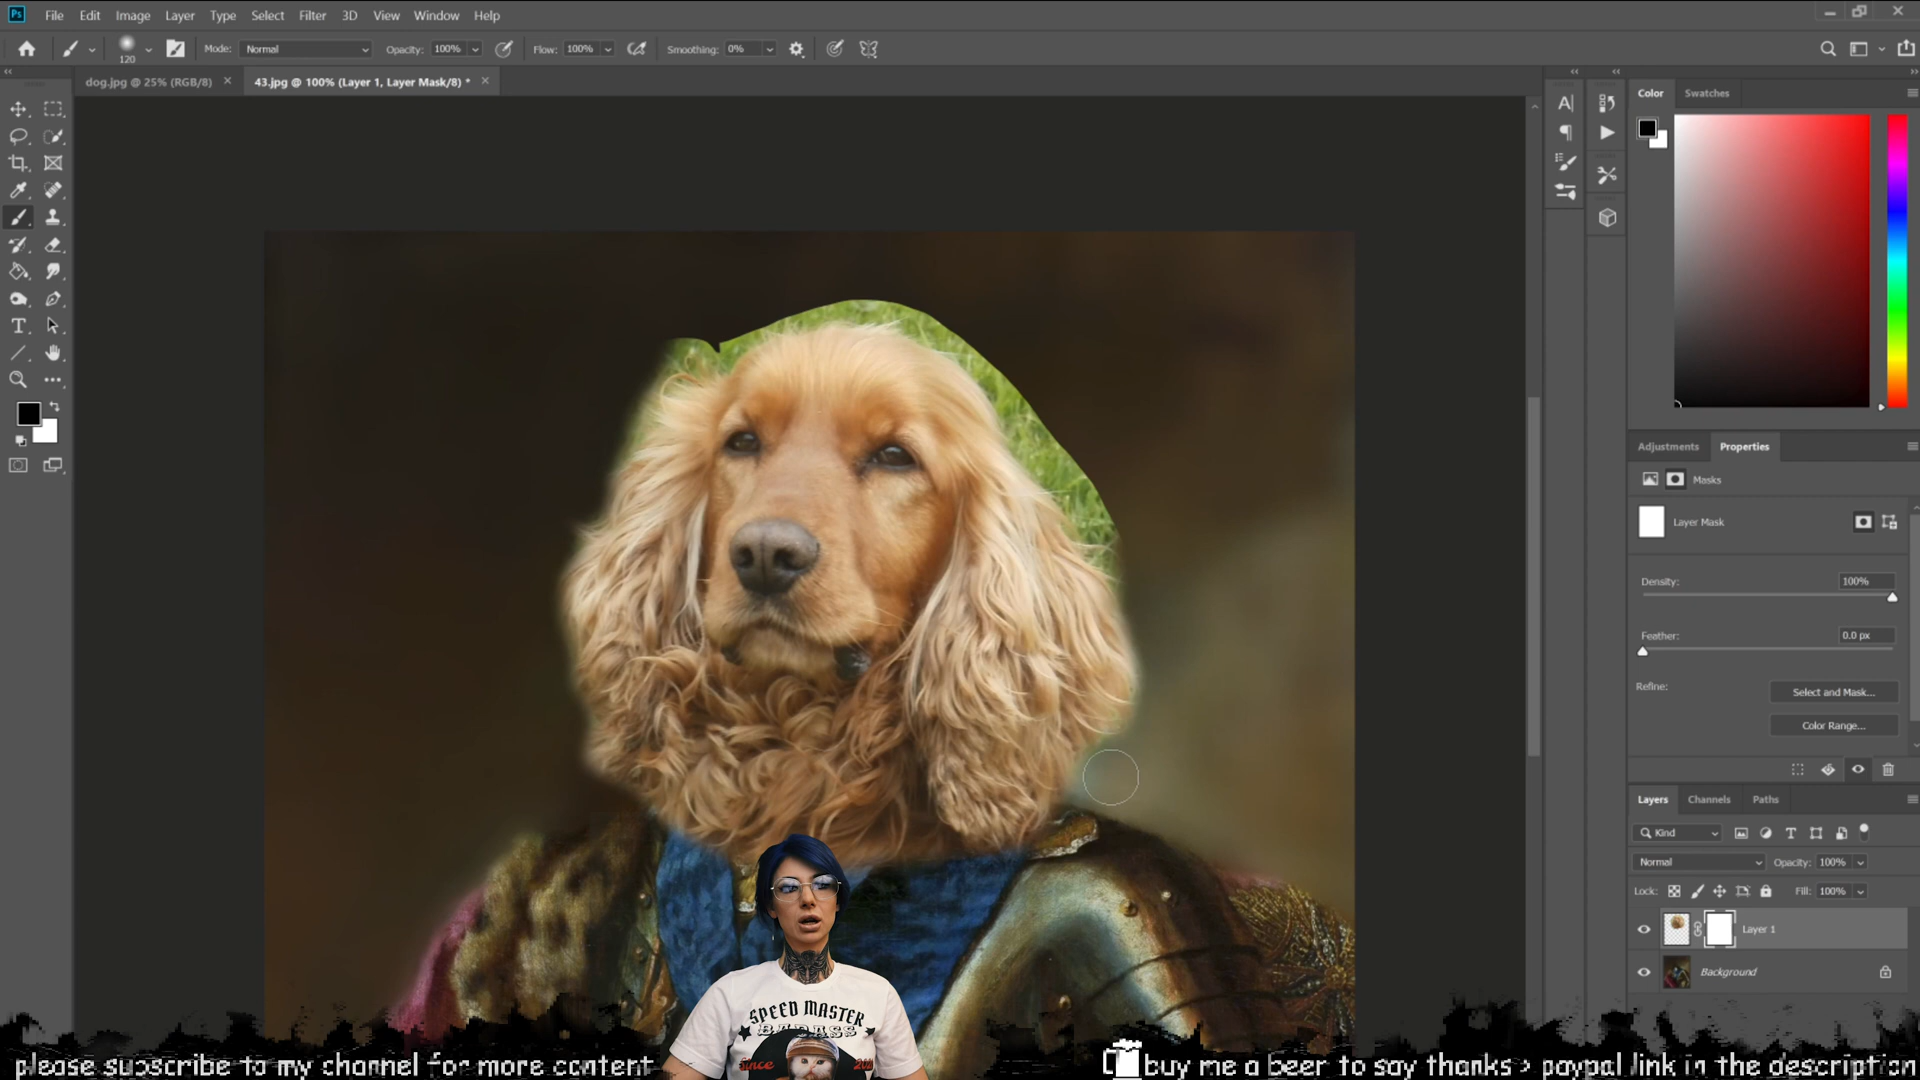 Ps File Edit Image Layer Type Select Filter 3D View Window Help
120 Mode: Normal Opacity: 100% Flow: 100% Smoothing: 0%
dog.jpg @ 25% (RGB/8) 43.jpg @ 100% (Layer 1, Layer Mask/8) *
Color Swatches
Adjustments Properties
Masks
Layer Mask
Density: 100%
Feather: 0.0 px
Refine: Select and Mask...
Color Range...
Layers Channels Paths
Kind
Normal Opacity: 100%
Lock: Fill: 100%
Layer 1
Background
SPEED MASTER
BADASS
Since
please subscribe to my channel for more content
buy me a beer to say thanks > paypal link in the description